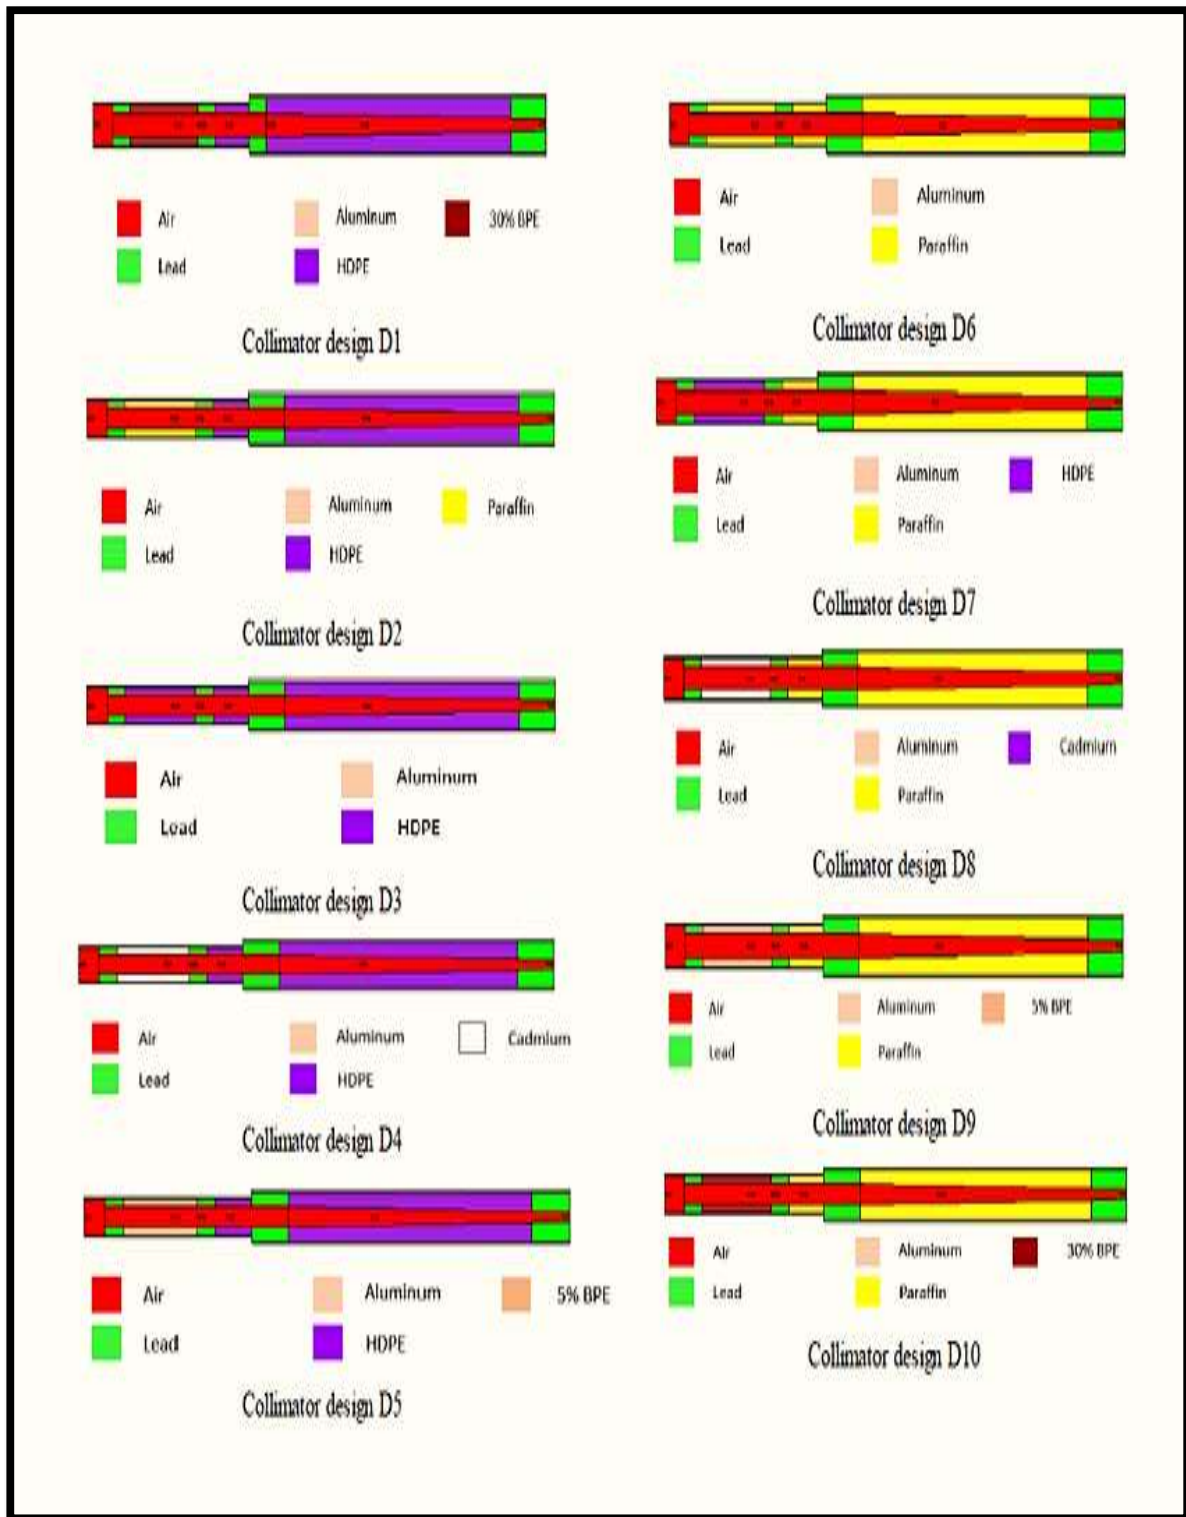 Air Aluminum 30% BPE
Lead HDPE
Collimator design D1
Air Aluminum Paraffin
Lead HDPE
Collimator design D2
Air Aluminum
Lead HDPE
Collimator design D3
Air Aluminum Cadmium
Lead HDPE
Collimator design D4
Air Aluminum 5% BPE
Lead HDPE
Collimator design D5
Air Aluminum
Lead Paraffin
Collimator design D6
Air Aluminum HDPE
Lead Paraffin
Collimator design D7
Air Aluminum Cadmium
Lead Paraffin
Collimator design D8
Air Aluminum 5% BPE
Lead Paraffin
Collimator design D9
Air Aluminum 30% BPE
Lead Paraffin
Collimator design D10